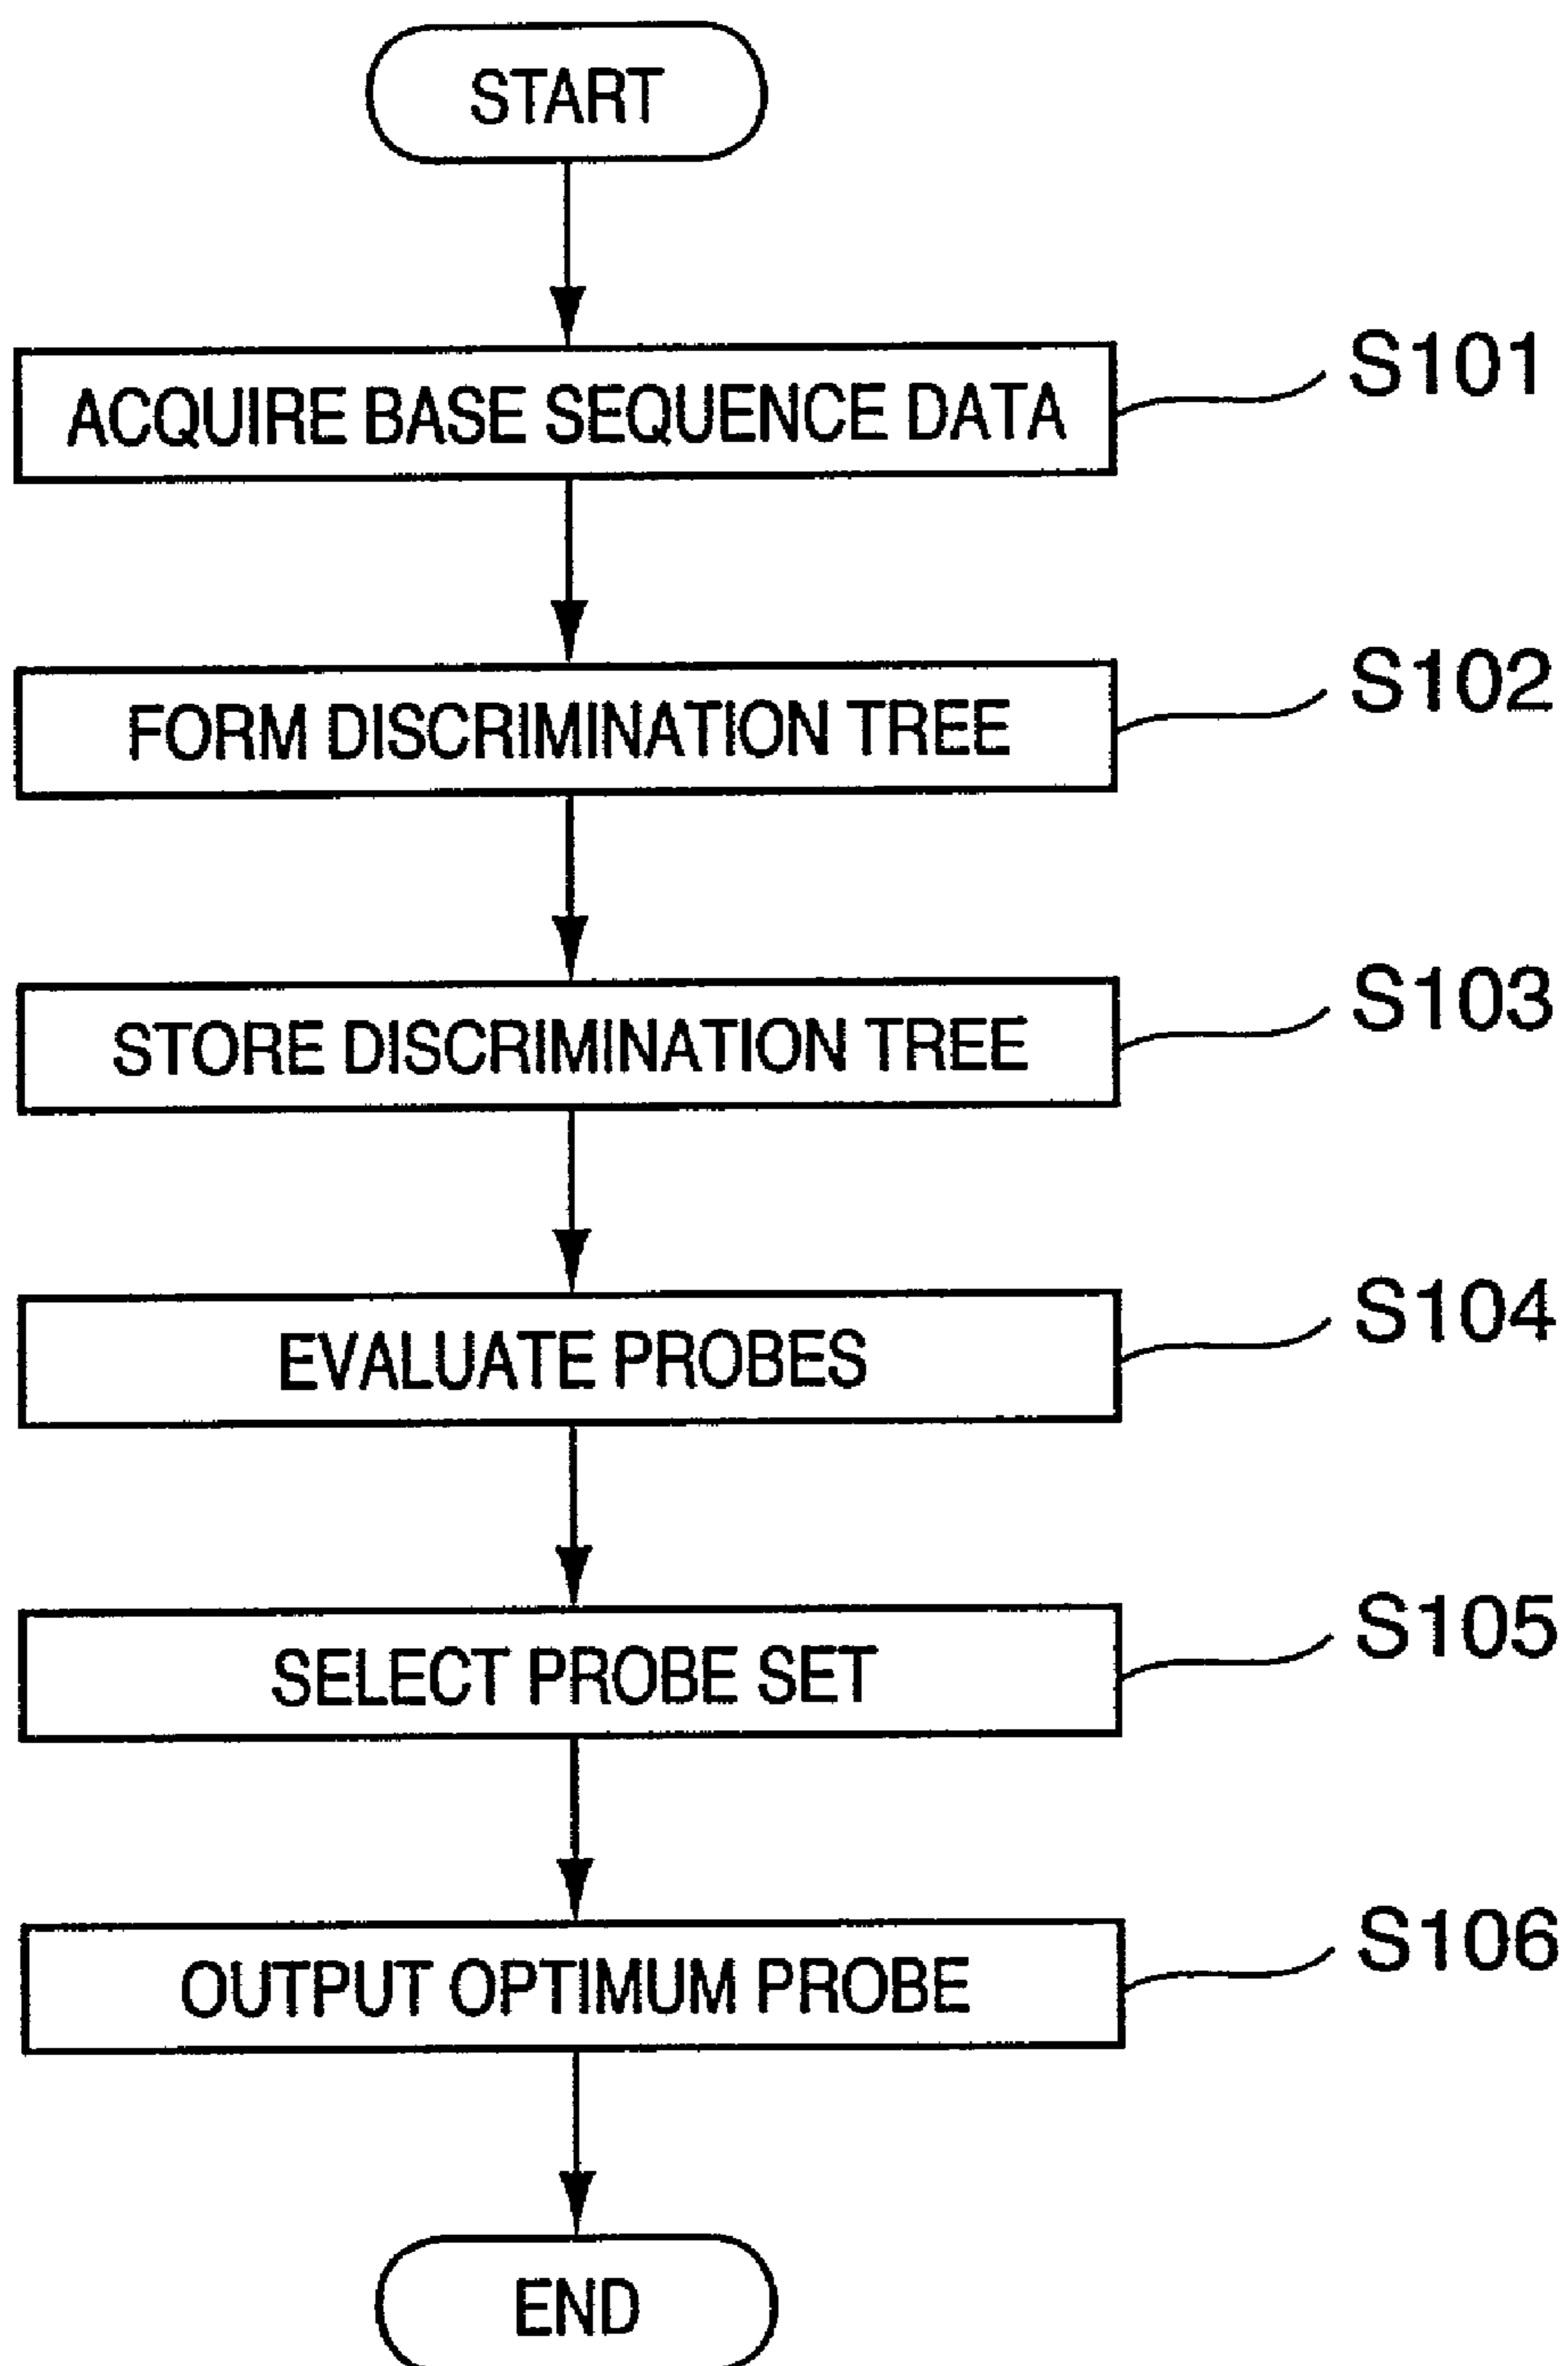 START
ACQUIRE BASE SEQUENCE DATA
S101
FORM DISCRIMINATION TREE
S102
STORE DISCRIMINATION TREE
S103
EVALUATE PROBES
S104
SELECT PROBE SET
S105
OUTPUT OPTIMUM PROBE
S106
END